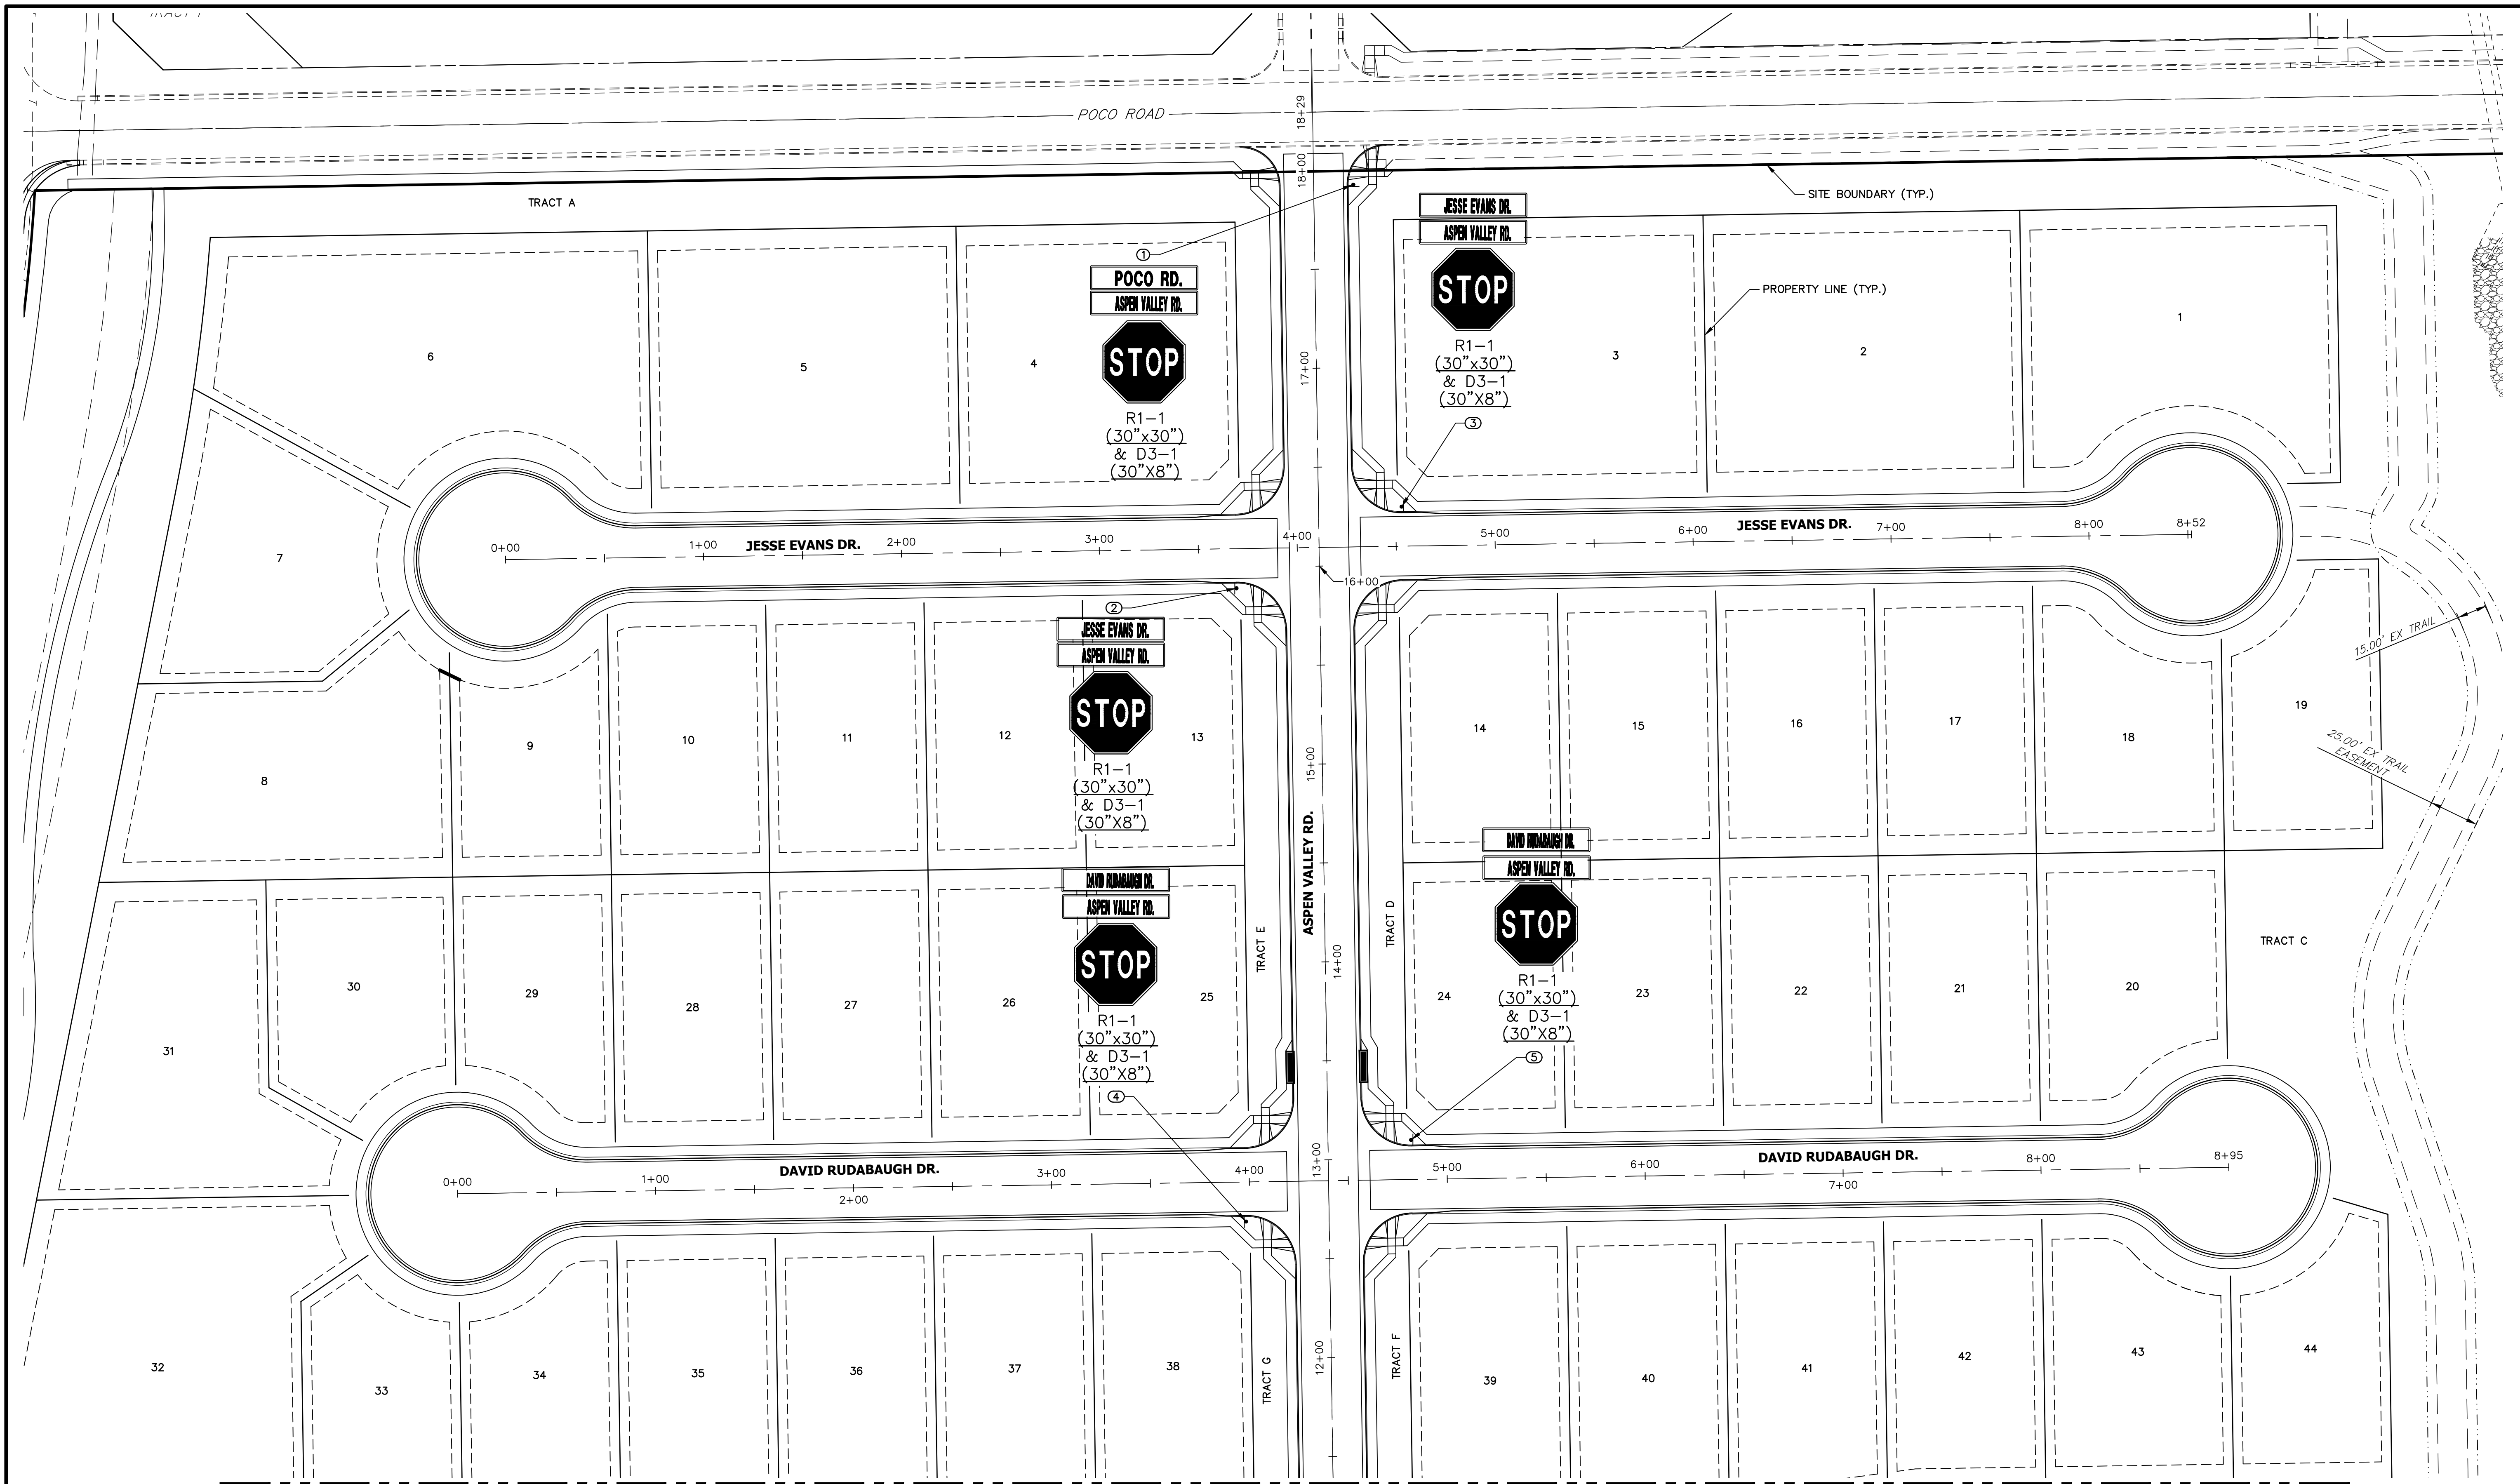 POCO ROAD
18+29
18+00
TRACT A
SITE BOUNDARY (TYP.)
JESSE EVANS DR.
ASPEN VALLEY RD.
STOP
R1-1
(30"x30")
& D3-1
(30"X8")
3
1
POCO RD.
ASPEN VALLEY RD.
STOP
R1-1
(30"x30")
& D3-1
(30"X8")
PROPERTY LINE (TYP.)
6
5
4
3
2
1
17+00
0+00
1+00
JESSE EVANS DR.
2+00
3+00
4+00
5+00
6+00
JESSE EVANS DR.
7+00
8+00
8+52
16+00
7
2
JESSE EVANS DR.
ASPEN VALLEY RD.
STOP
R1-1
(30"x30")
& D3-1
(30"X8")
15.00' EX TRAIL
25.00' EX TRAIL
EASEMENT
8
9
10
11
12
13
14
15
16
17
18
19
15+00
ASPEN VALLEY RD.
DAVID RUDABAUGH DR.
ASPEN VALLEY RD.
STOP
R1-1
(30"x30")
& D3-1
(30"X8")
4
DAVID RUDABAUGH DR.
ASPEN VALLEY RD.
STOP
R1-1
(30"x30")
& D3-1
(30"X8")
5
TRACT E
TRACT D
14+00
TRACT C
31
30
29
28
27
26
25
24
23
22
21
20
13+00
0+00
1+00
DAVID RUDABAUGH DR.
2+00
3+00
4+00
5+00
6+00
DAVID RUDABAUGH DR.
7+00
8+00
8+95
32
33
34
35
36
37
38
TRACT G
12+00
TRACT F
39
40
41
42
43
44